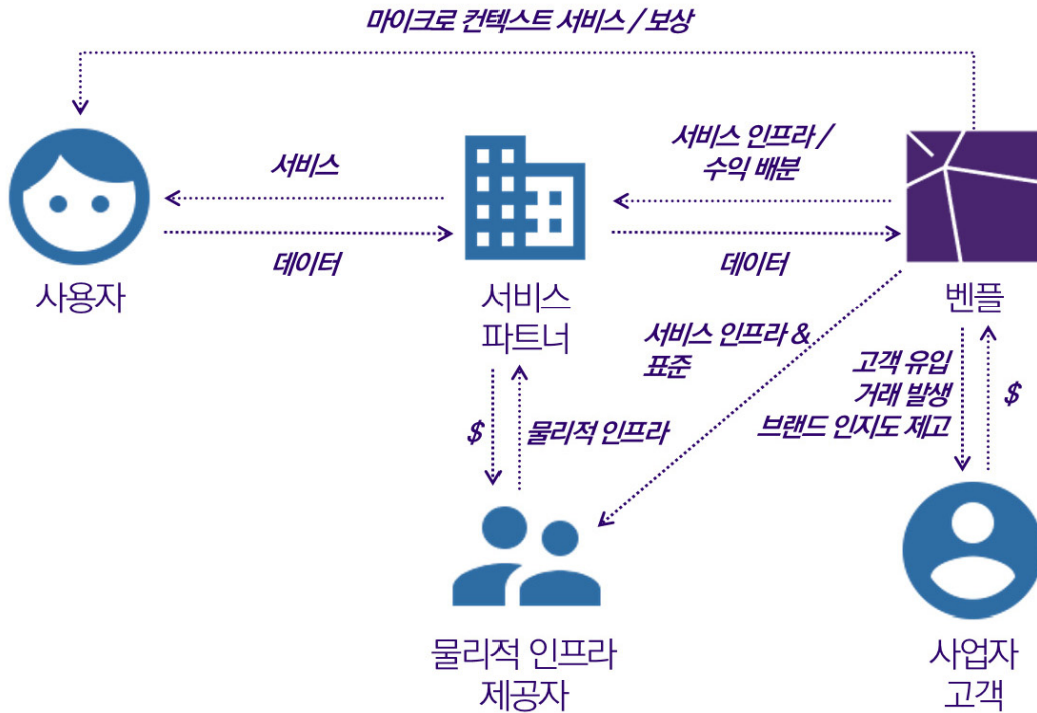 마이크로 컨텍스트 서비스 / 보상
서비스
데이터
서비스 인프라 /
수익 배분
데이터
사용자
서비스
파트너
벤플
서비스 인프라 &
표준
고객 유입
거래 발생
브랜드 인지도 제고
$
$
물리적 인프라
물리적 인프라
제공자
사업자
고객